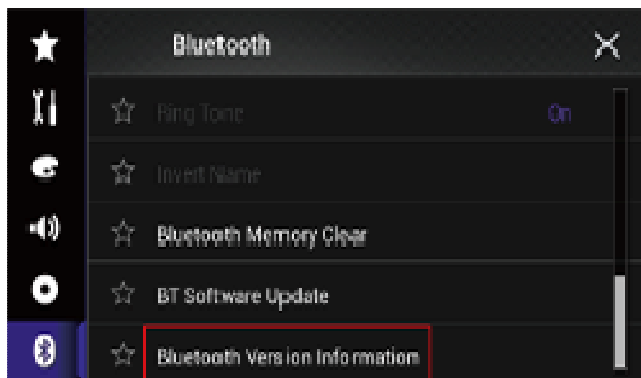 Bluetooth
Ring Tone On
Invert Name
Bluetooth Memory Clear
BT Software Update
Bluetooth Version Information